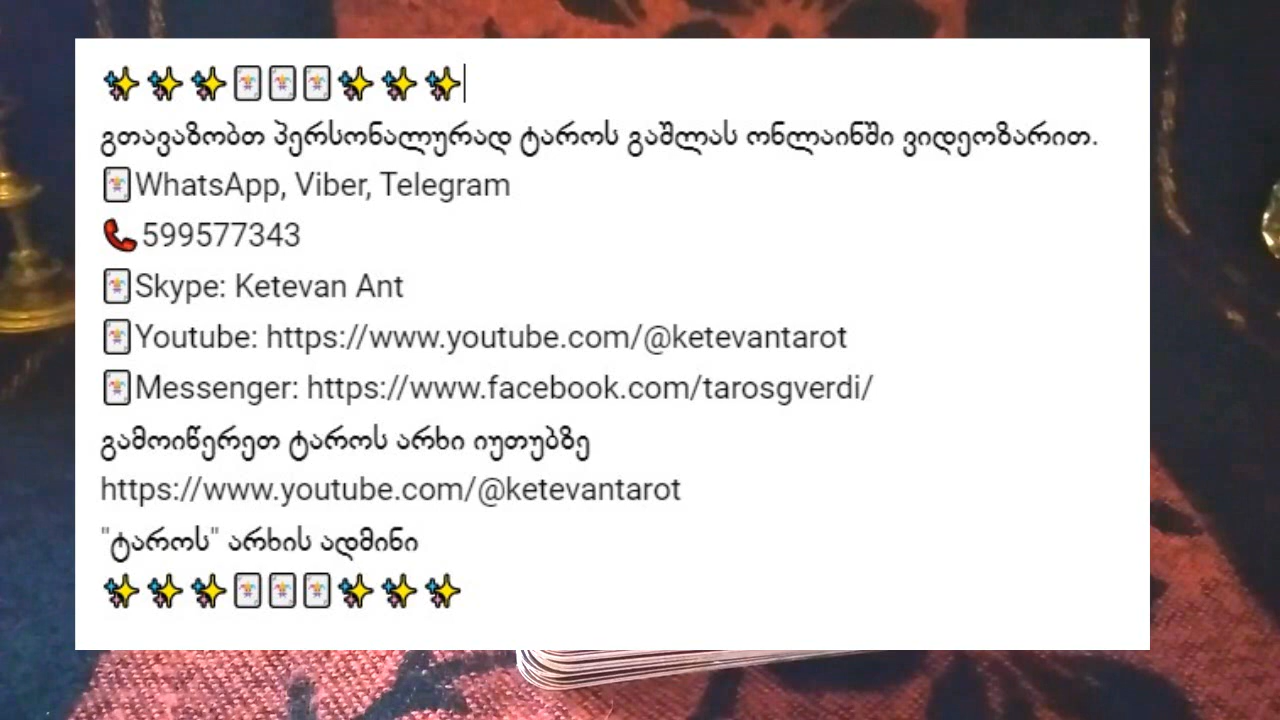 ✨✨✨🃏🃏🃏✨✨✨
გთავაზობთ პერსონალურად ტაროს გაშლას ონლაინში ვიდეოზარით.
🃏WhatsApp, Viber, Telegram
📞599577343
🃏Skype: Ketevan Ant
🃏Youtube: https://www.youtube.com/@ketevantarot
🃏Messenger: https://www.facebook.com/tarosgverdi/
გამოიწერეთ ტაროს არხი იუთუბზე
https://www.youtube.com/@ketevantarot
"ტაროს" არხის ადმინი
✨✨✨🃏🃏🃏✨✨✨